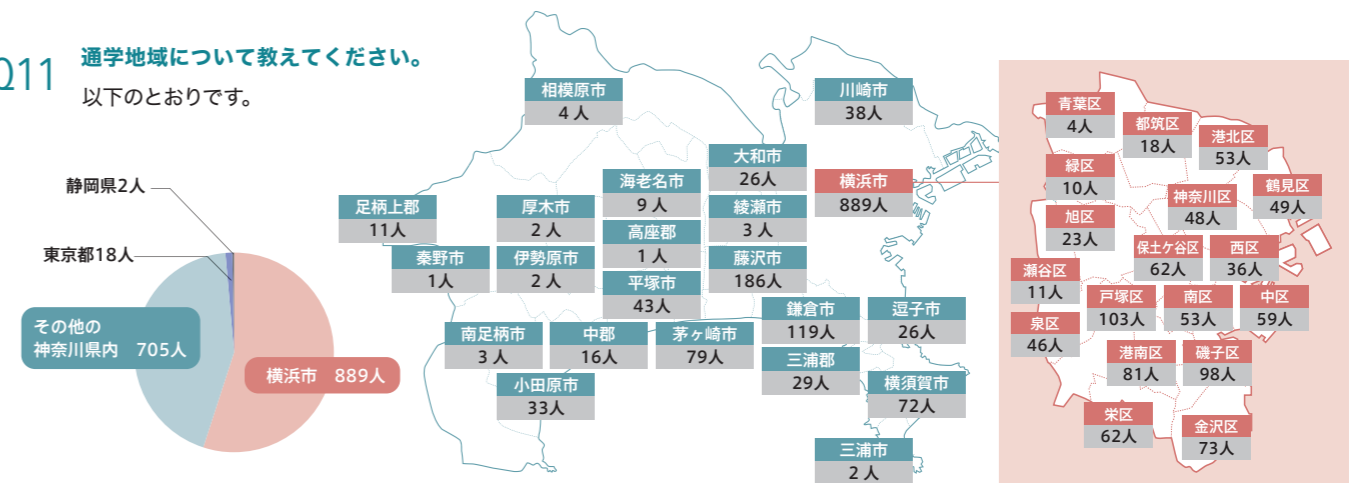 Q11
通学地域について教えてください。
以下のとおりです。
静岡県2人
東京都18人
その他の
神奈川県内 705人
横浜市 889人
相模原市
4人
川崎市
38人
大和市
26人
海老名市
9人
横浜市
889人
足柄上郡
11人
厚木市
2人
綾瀬市
3人
高座郡
1人
秦野市
1人
伊勢原市
2人
藤沢市
186人
平塚市
43人
鎌倉市
119人
逗子市
26人
南足柄市
3人
中郡
16人
茅ヶ崎市
79人
三浦郡
29人
小田原市
33人
横須賀市
72人
三浦市
2人
青葉区
4人
都筑区
18人
港北区
53人
緑区
10人
鶴見区
49人
神奈川区
48人
旭区
23人
保土ケ谷区
62人
西区
36人
瀬谷区
11人
戸塚区
103人
南区
53人
中区
59人
泉区
46人
港南区
81人
磯子区
98人
栄区
62人
金沢区
73人